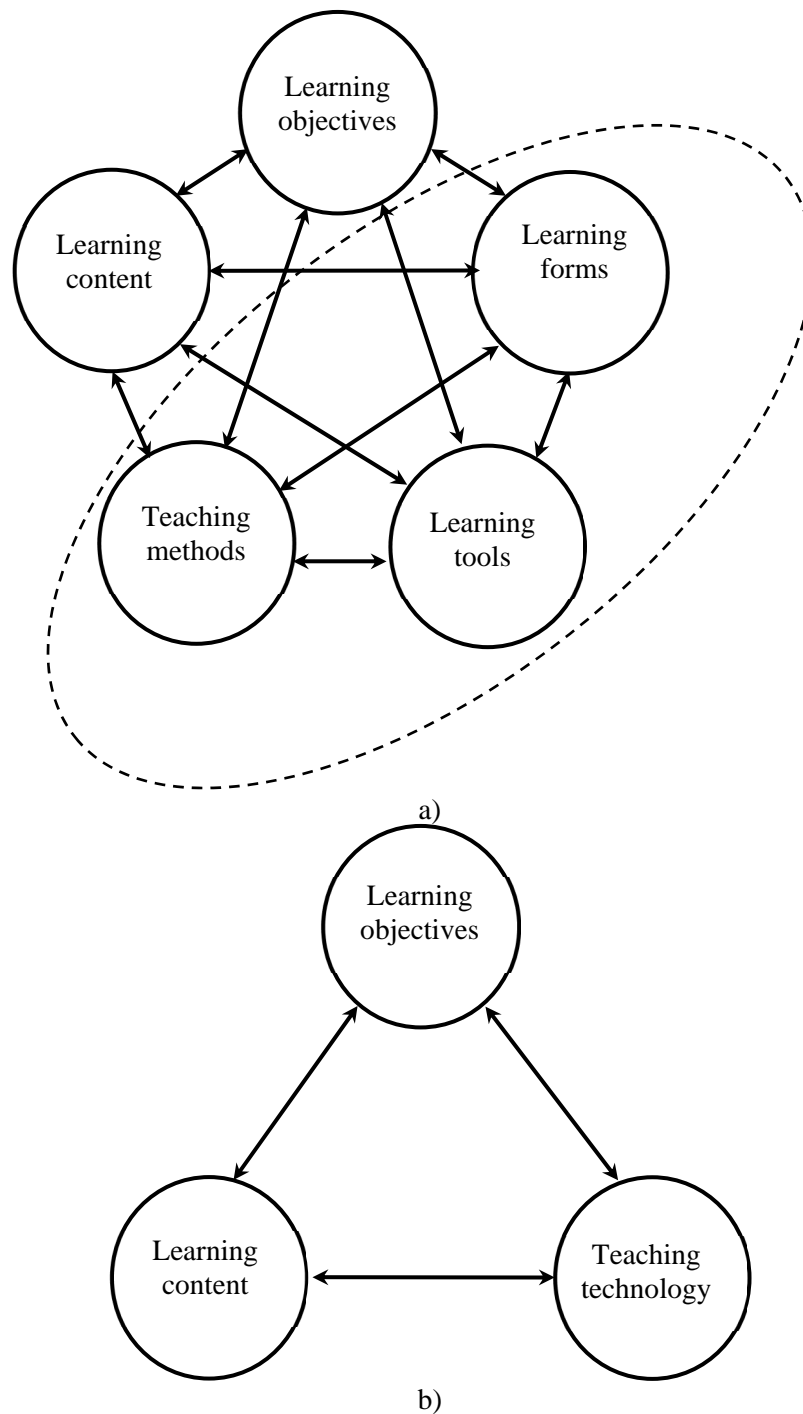 Learning
objectives
Learning
content
Learning
forms
Teaching
methods
Learning
tools
a)
Learning
objectives
Learning
content
Teaching
technology
b)